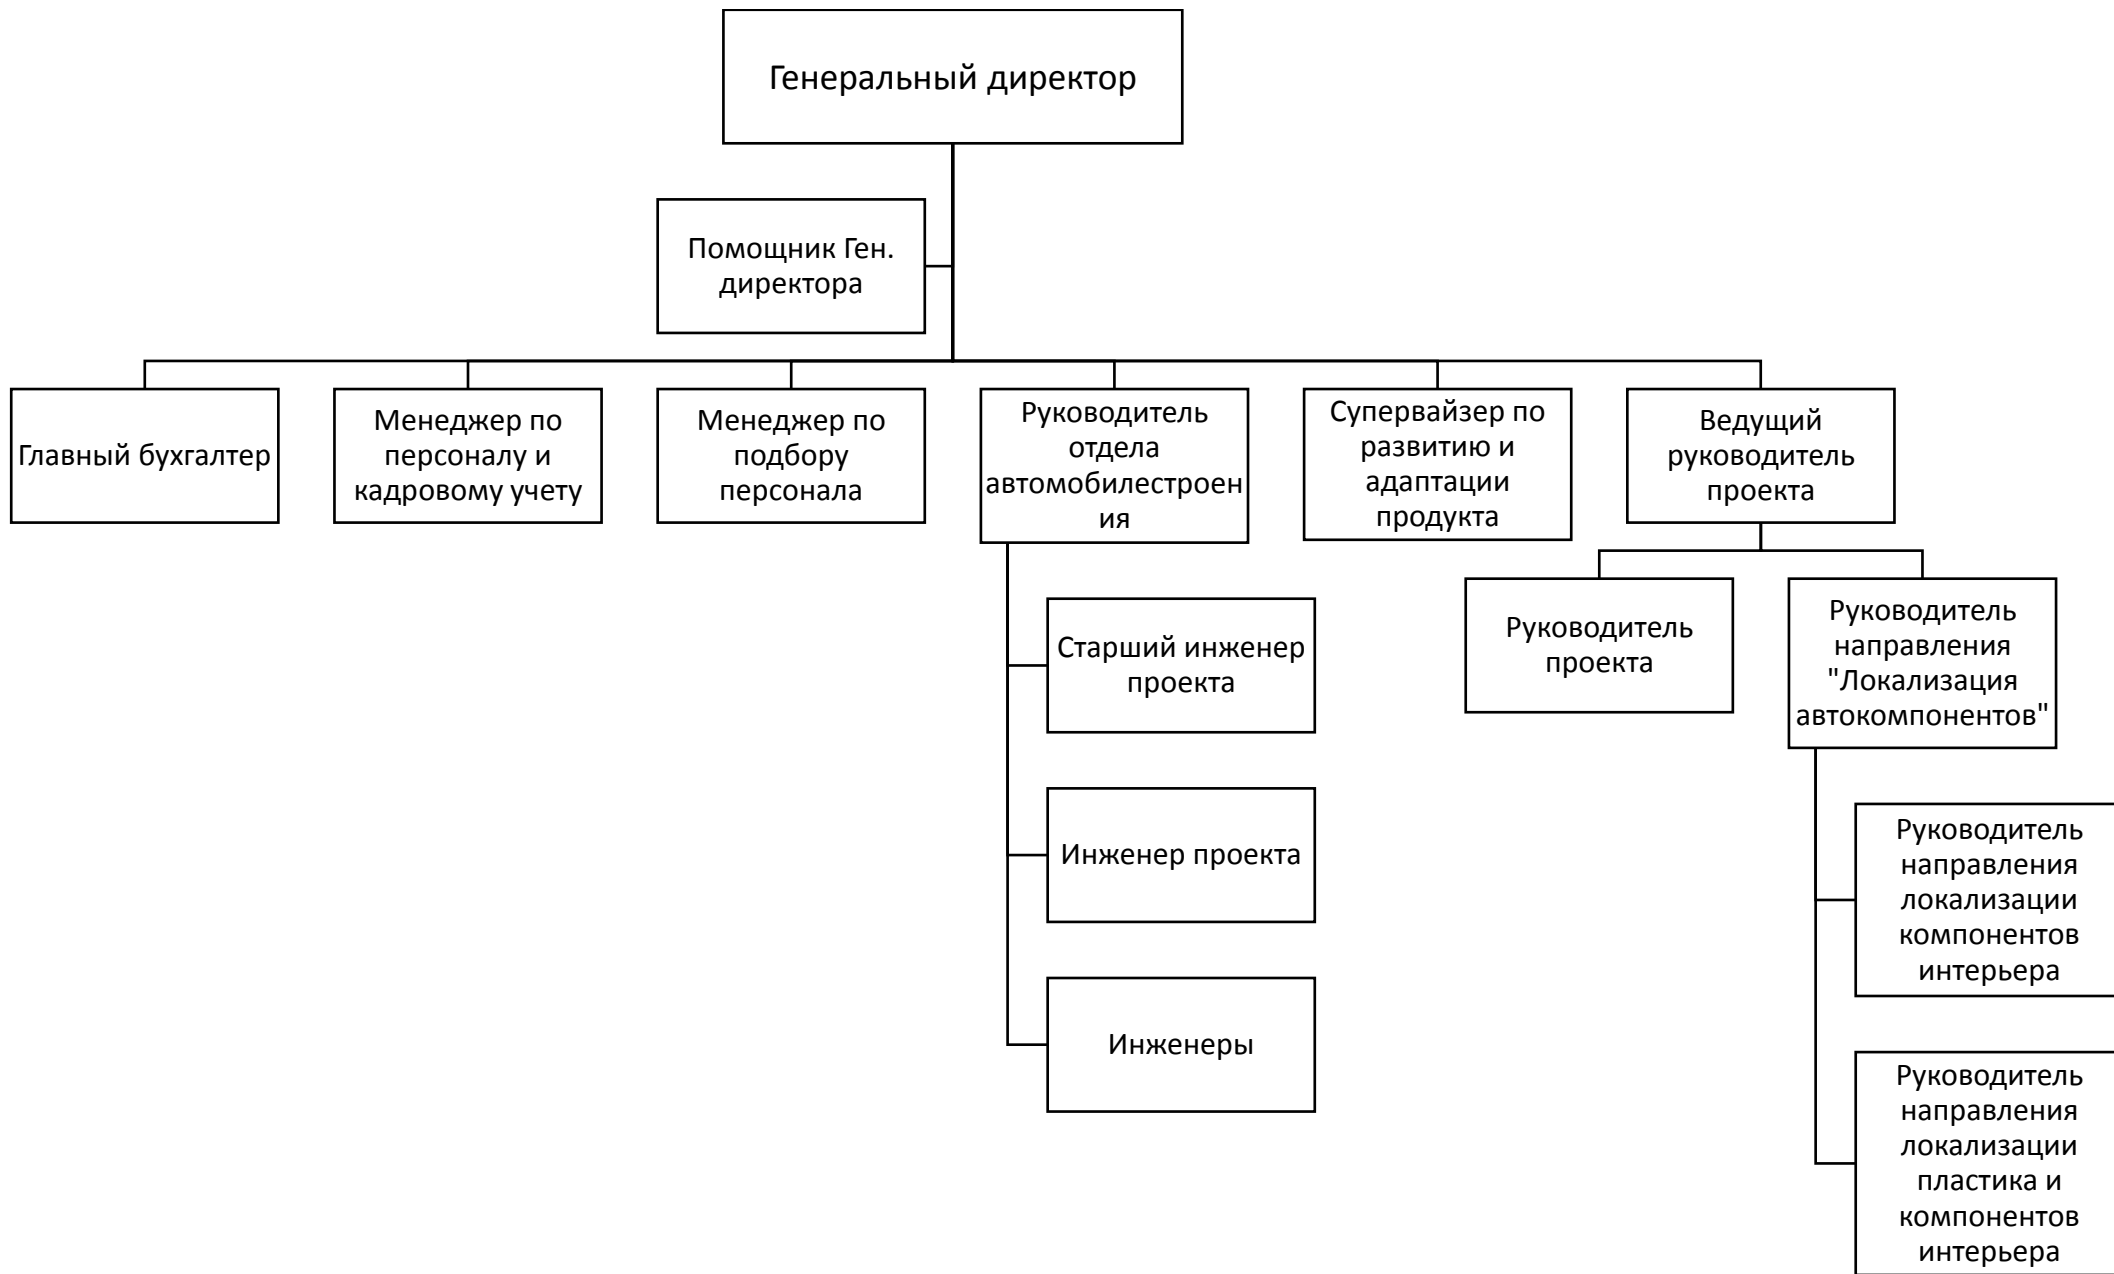 Генеральный директор
Помощник Ген.
директора
Главный бухгалтер
Менеджер по
персоналу и
кадровому учету
Менеджер по
подбору
персонала
Руководитель
отдела
автомобилестроен
ия
Супервайзер по
развитию и
адаптации
продукта
Ведущий
руководитель
проекта
Старший инженер
проекта
Инженер проекта
Инженеры
Руководитель
проекта
Руководитель
направления
"Локализация
автокомпонентов"
Руководитель
направления
локализации
компонентов
интерьера
Руководитель
направления
локализации
пластика и
компонентов
интерьера